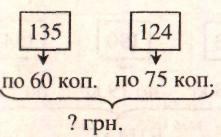 135 124
по 60 коп. по 75 коп.
? грн.